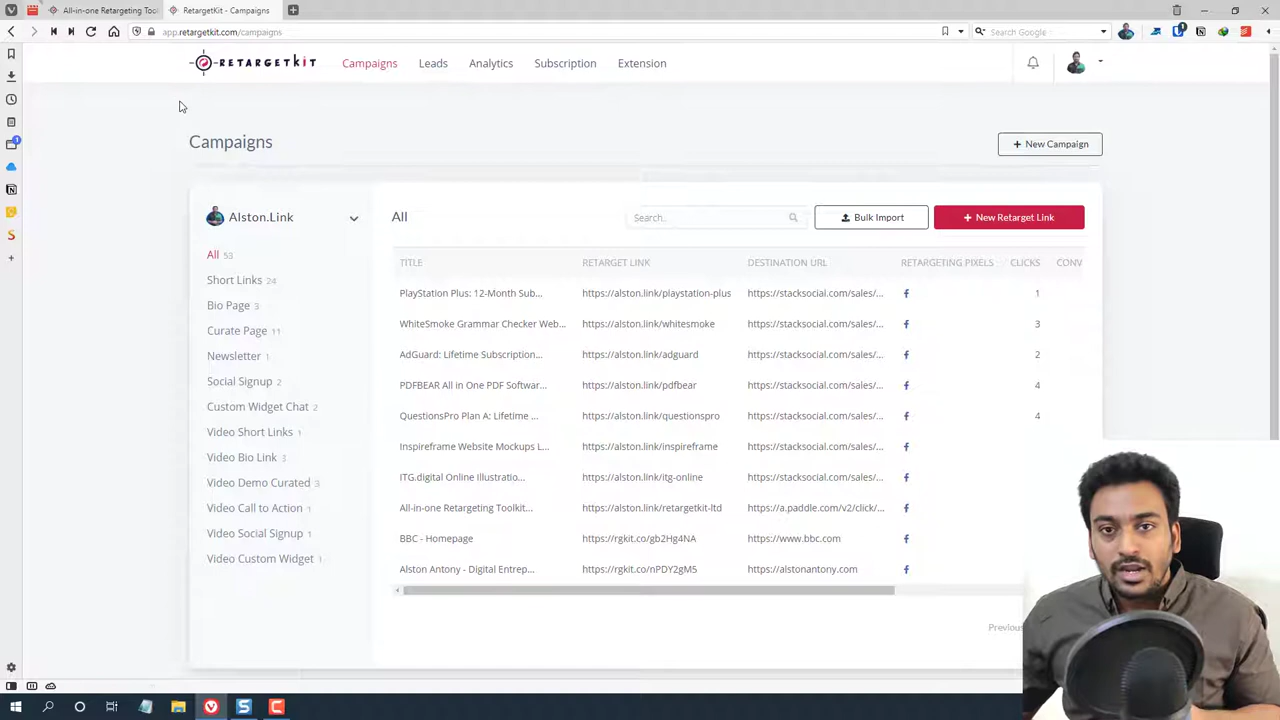 All-in-one Retargeting Tool
RetargetKit - Campaigns
app.retargetkit.com/campaigns
Search Google
1
RETARGETKIT
Campaigns
Leads
Analytics
Subscription
Extension
Campaigns
+ New Campaign
Alston.Link
All
Search..
Bulk Import
+ New Retarget Link
All 53
Short Links 24
Bio Page 3
Curate Page 11
Newsletter 1
Social Signup 2
Custom Widget Chat 2
Video Short Links 1
Video Bio Link 3
Video Demo Curated 3
Video Call to Action 1
Video Social Signup 1
Video Custom Widget 1
TITLE RETARGET LINK DESTINATION URL RETARGETING PIXELS CLICKS CONV
PlayStation Plus: 12-Month Sub... https://alston.link/playstation-plus https://stacksocial.com/sales/... 1
WhiteSmoke Grammar Checker Web... https://alston.link/whitesmoke https://stacksocial.com/sales/... 3
AdGuard: Lifetime Subscription... https://alston.link/adguard https://stacksocial.com/sales/... 2
PDFBEAR All in One PDF Softwar... https://alston.link/pdfbear https://stacksocial.com/sales/... 4
QuestionsPro Plan A: Lifetime ... https://alston.link/questionspro https://stacksocial.com/sales/... 4
Inspireframe Website Mockups L... https://alston.link/inspireframe https://stacksocial.com/sales/...
ITG.digital Online Illustratio... https://alston.link/itg-online https://stacksocial.com/sales/...
All-in-one Retargeting Toolkit... https://alston.link/retargetkit-ltd https://a.paddle.com/v2/click/...
BBC - Homepage https://rgkit.co/gb2Hg4NA https://www.bbc.com
Alston Antony - Digital Entrep... https://rgkit.co/nPDY2gM5 https://alstonantony.com
Previous